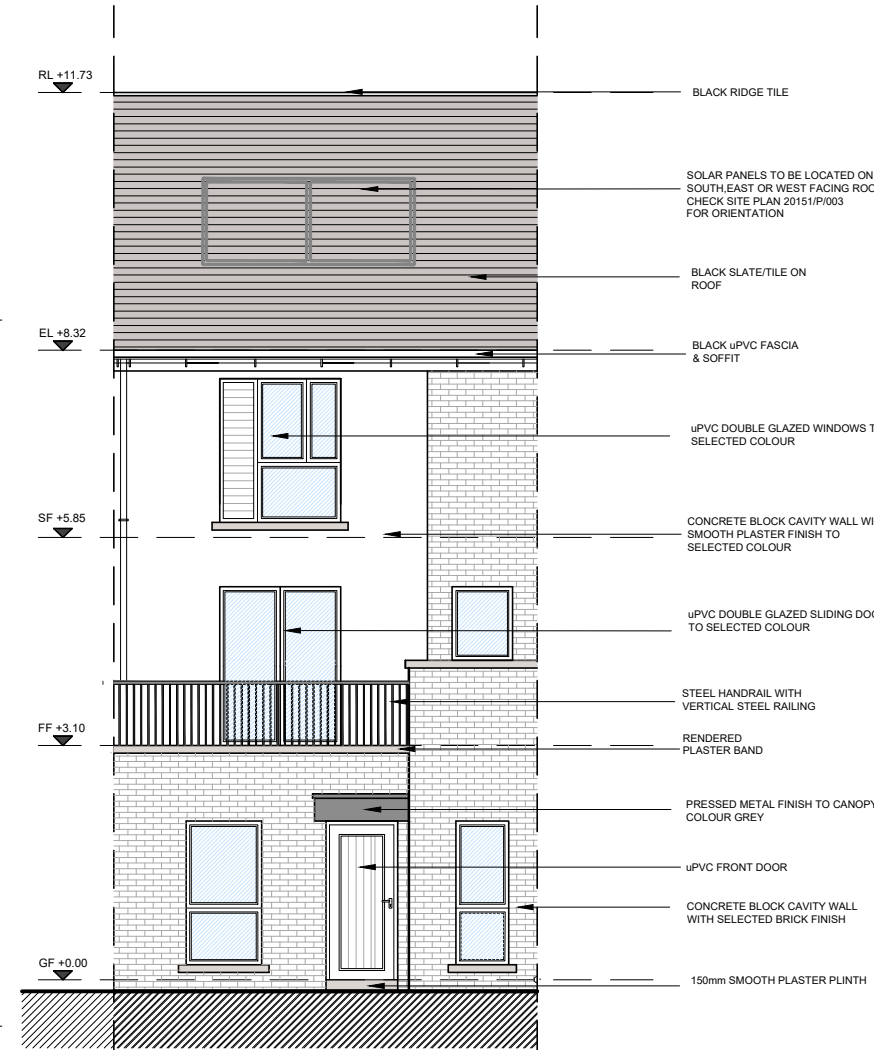 RL +11.73
BLACK RIDGE TILE
SOLAR PANELS TO BE LOCATED ON
SOUTH,EAST OR WEST FACING ROO
CHECK SITE PLAN 20151/P/003
FOR ORIENTATION
BLACK SLATE/TILE ON
ROOF
EL +8.32
BLACK uPVC FASCIA
& SOFFIT
uPVC DOUBLE GLAZED WINDOWS T
SELECTED COLOUR
SF +5.85
CONCRETE BLOCK CAVITY WALL WI
SMOOTH PLASTER FINISH TO
SELECTED COLOUR
uPVC DOUBLE GLAZED SLIDING DOO
TO SELECTED COLOUR
STEEL HANDRAIL WITH
VERTICAL STEEL RAILING
FF +3.10
RENDERED
PLASTER BAND
PRESSED METAL FINISH TO CANOPY
COLOUR GREY
uPVC FRONT DOOR
CONCRETE BLOCK CAVITY WALL
WITH SELECTED BRICK FINISH
GF +0.00
150mm SMOOTH PLASTER PLINTH